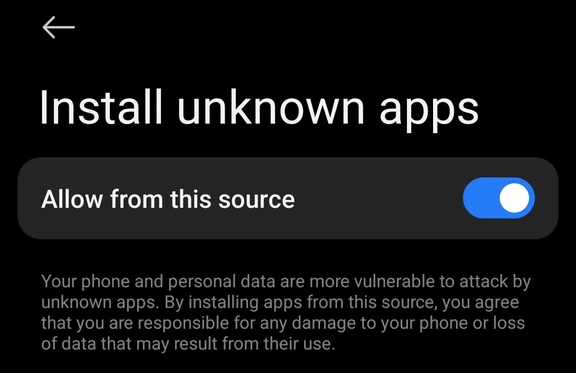 Install unknown apps
Allow from this source
Your phone and personal data are more vulnerable to attack by
unknown apps. By installing apps from this source, you agree
that you are responsible for any damage to your phone or loss
of data that may result from their use.